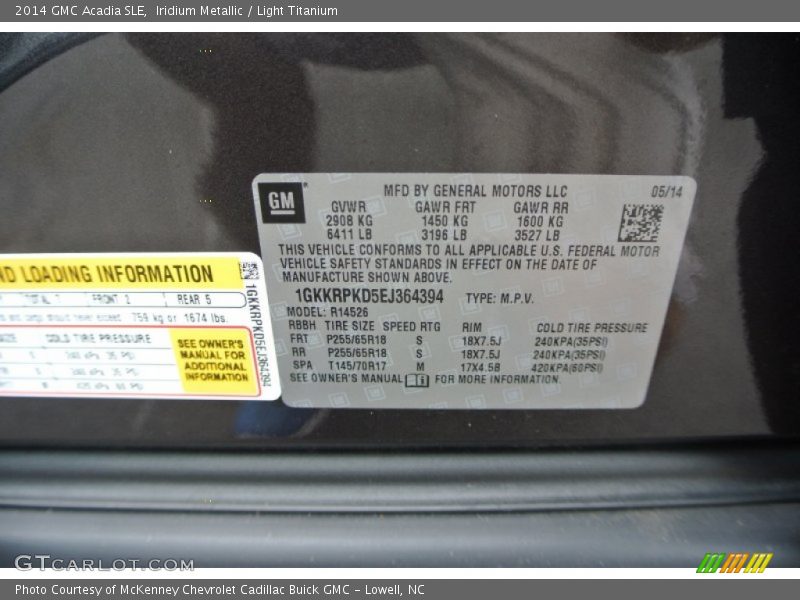 2014 GMC Acadia SLE, Iridium Metallic / Light Titanium
GM
MFD BY GENERAL MOTORS LLC 05/14
GVWR GAWR FRT GAWR RR
2908 KG 1450 KG 1600 KG
6411 LB 3196 LB 3527 LB
THIS VEHICLE CONFORMS TO ALL APPLICABLE U.S. FEDERAL MOTOR
VEHICLE SAFETY STANDARDS IN EFFECT ON THE DATE OF
MANUFACTURE SHOWN ABOVE.
1GKKRPKD5EJ364394 TYPE: M.P.V.
MODEL: R14526
RBBH TIRE SIZE SPEED RTG RIM COLD TIRE PRESSURE
FRT P255/65R18 S 18X7.5J 240KPA(35PSI)
RR P255/65R18 S 18X7.5J 240KPA(35PSI)
SPA T145/70R17 M 17X4.5B 420KPA(60PSI)
SEE OWNER'S MANUAL FOR MORE INFORMATION.
ND LOADING INFORMATION
TOTAL 7 FRONT 2 REAR 5
should never exceed 759 kg or 1674 lbs.
COLD TIRE PRESSURE
SEE OWNER'S
MANUAL FOR
ADDITIONAL
INFORMATION
1GKKRPKD5EJ364394
GTCARLOT.COM
Photo Courtesy of McKenney Chevrolet Cadillac Buick GMC - Lowell, NC